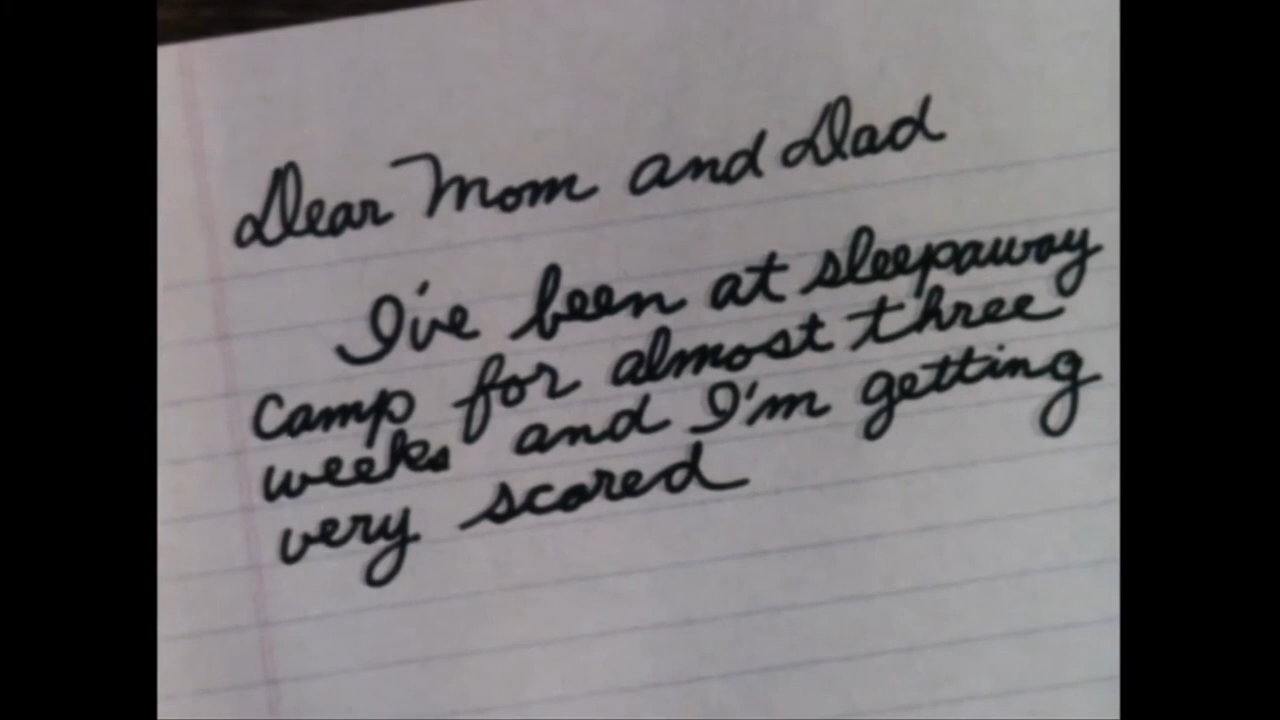 Dear Mom and Dad
I've been at sleepaway
camp for almost three
weeks and I'm getting
very scared